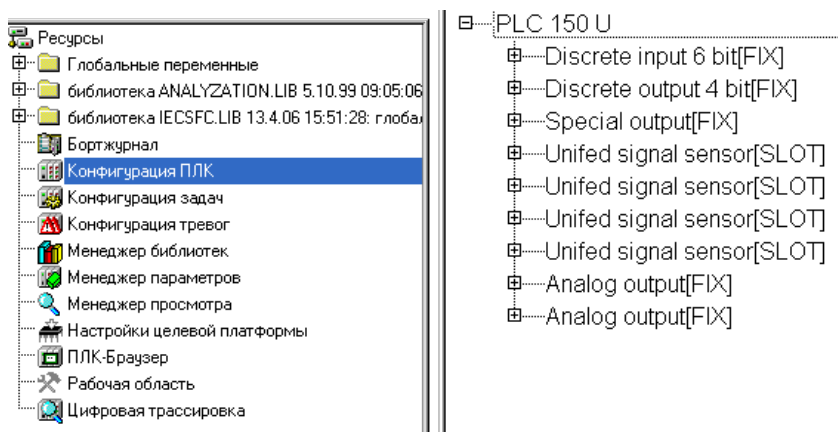 Ресурсы
Глобальные переменные
библиотека ANALYZATION.LIB 5.10.99 09:05:06
библиотека IECSFC.LIB 13.4.06 15:51:28: глобал
Бортжурнал
Конфигурация ПЛК
Конфигурация задач
Конфигурация тревог
Менеджер библиотек
Менеджер параметров
Менеджер просмотра
Настройки целевой платформы
ПЛК-Браузер
Рабочая область
Цифровая трассировка
PLC 150 U
Discrete input 6 bit[FIX]
Discrete output 4 bit[FIX]
Special output[FIX]
Unifed signal sensor[SLOT]
Unifed signal sensor[SLOT]
Unifed signal sensor[SLOT]
Unifed signal sensor[SLOT]
Analog output[FIX]
Analog output[FIX]